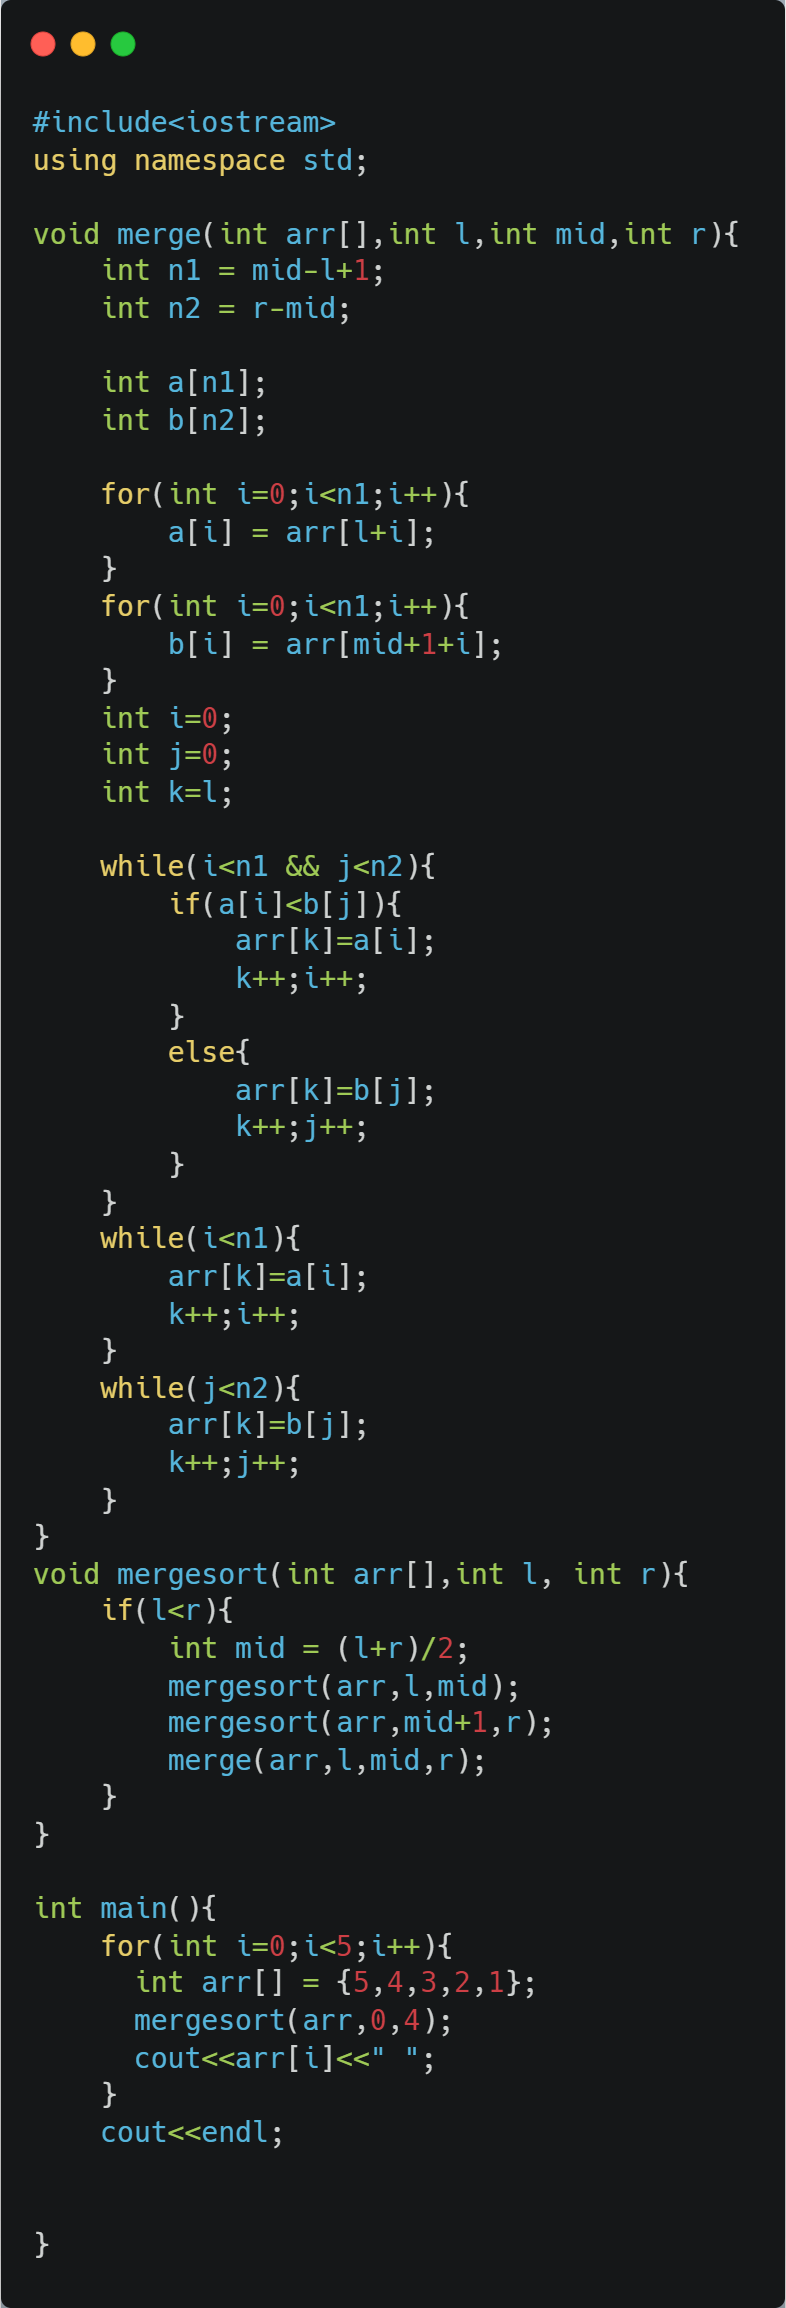 #include<iostream>
using namespace std;

void merge(int arr[],int l,int mid,int r){
    int n1 = mid-l+1;
    int n2 = r-mid;

    int a[n1];
    int b[n2];

    for(int i=0;i<n1;i++){
        a[i] = arr[l+i];
    }
    for(int i=0;i<n1;i++){
        b[i] = arr[mid+1+i];
    }
    int i=0;
    int j=0;
    int k=l;

    while(i<n1 && j<n2){
        if(a[i]<b[j]){
            arr[k]=a[i];
            k++;i++;
        }
        else{
            arr[k]=b[j];
            k++;j++;
        }
    }
    while(i<n1){
        arr[k]=a[i];
        k++;i++;
    }
    while(j<n2){
        arr[k]=b[j];
        k++;j++;
    }
}
void mergesort(int arr[],int l, int r){
    if(l<r){
        int mid = (l+r)/2;
        mergesort(arr,l,mid);
        mergesort(arr,mid+1,r);
        merge(arr,l,mid,r);
    }
}

int main(){
    for(int i=0;i<5;i++){
      int arr[] = {5,4,3,2,1};
      mergesort(arr,0,4);
      cout<<arr[i]<<" ";
    }
    cout<<endl;


}